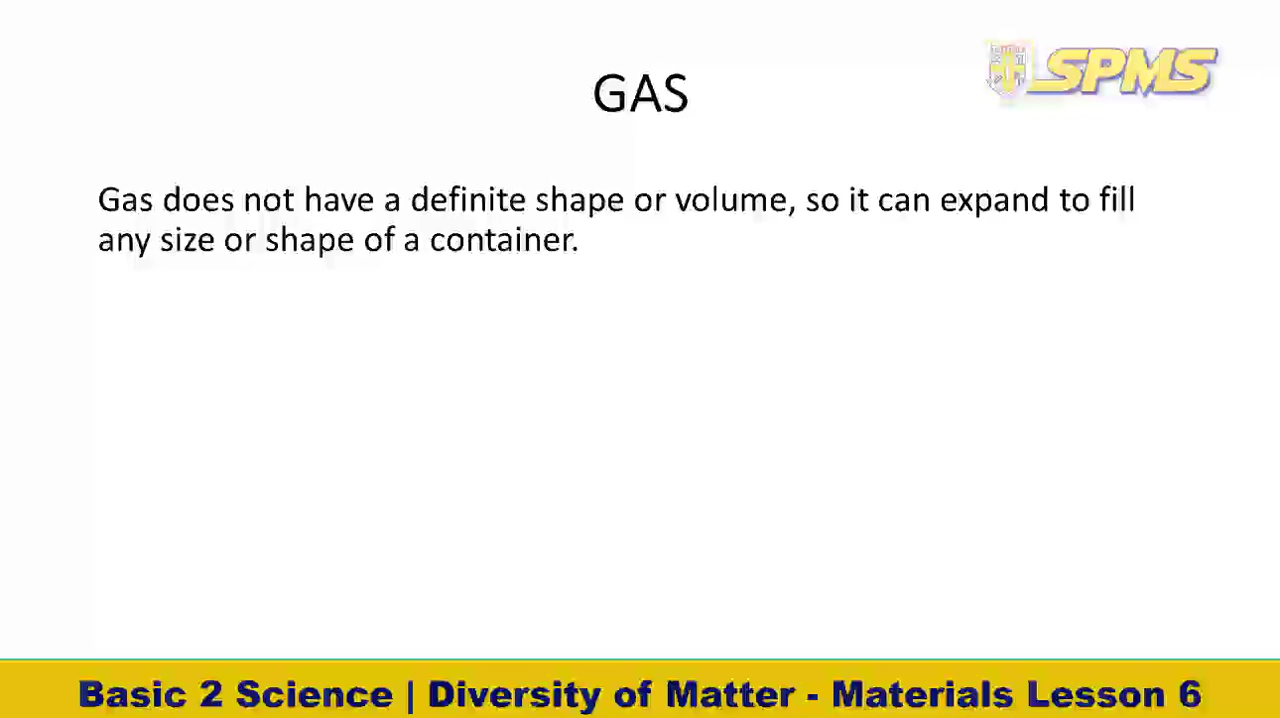 SPMS
GAS
Gas does not have a definite shape or volume, so it can expand to fill
any size or shape of a container.
Basic 2 Science | Diversity of Matter - Materials Lesson 6